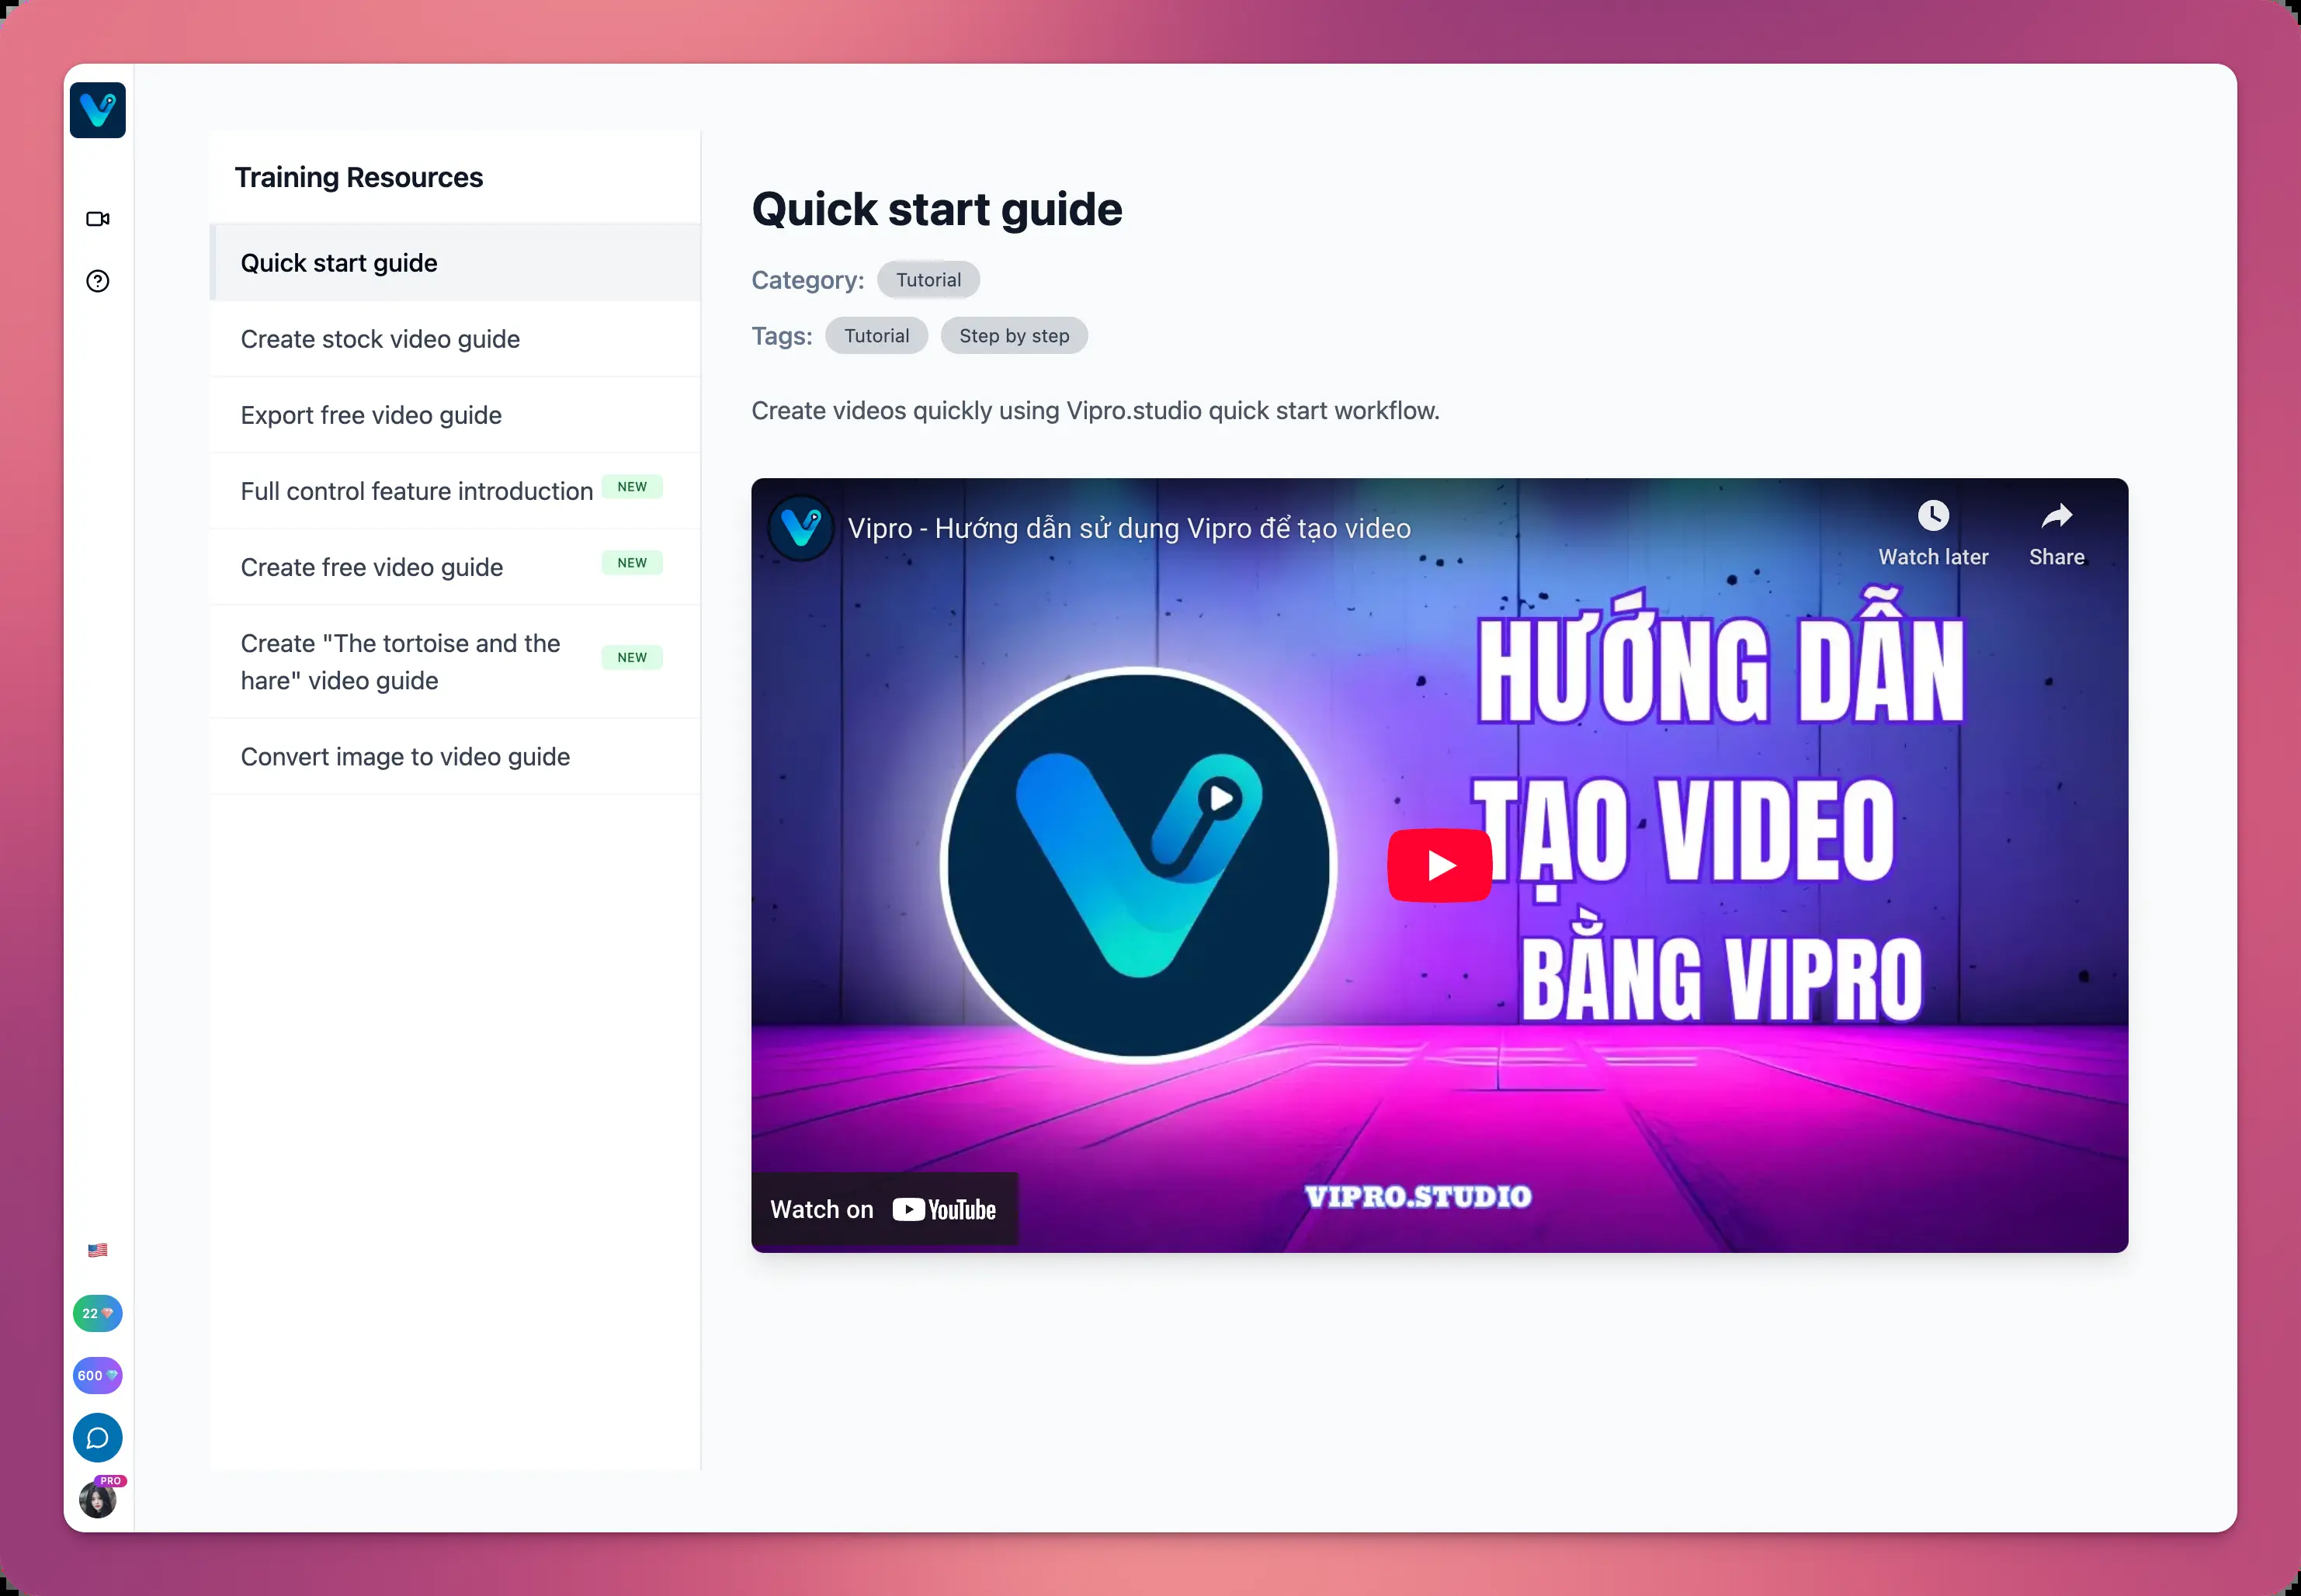 Training Resources
Quick start guide
Create stock video guide
Export free video guide
Full control feature introduction NEW
Create free video guide NEW
Create "The tortoise and the
hare" video guide
NEW
Convert image to video guide
22
600
PRO
Quick start guide
Category: Tutorial
Tags: Tutorial Step by step
Create videos quickly using Vipro.studio quick start workflow.
Vipro - Hướng dẫn sử dụng Vipro để tạo video
Watch later
Share
HƯỚNG DẪN
TẠO VIDEO
BẰNG VIPRO
VIPRO.STUDIO
Watch on YouTube